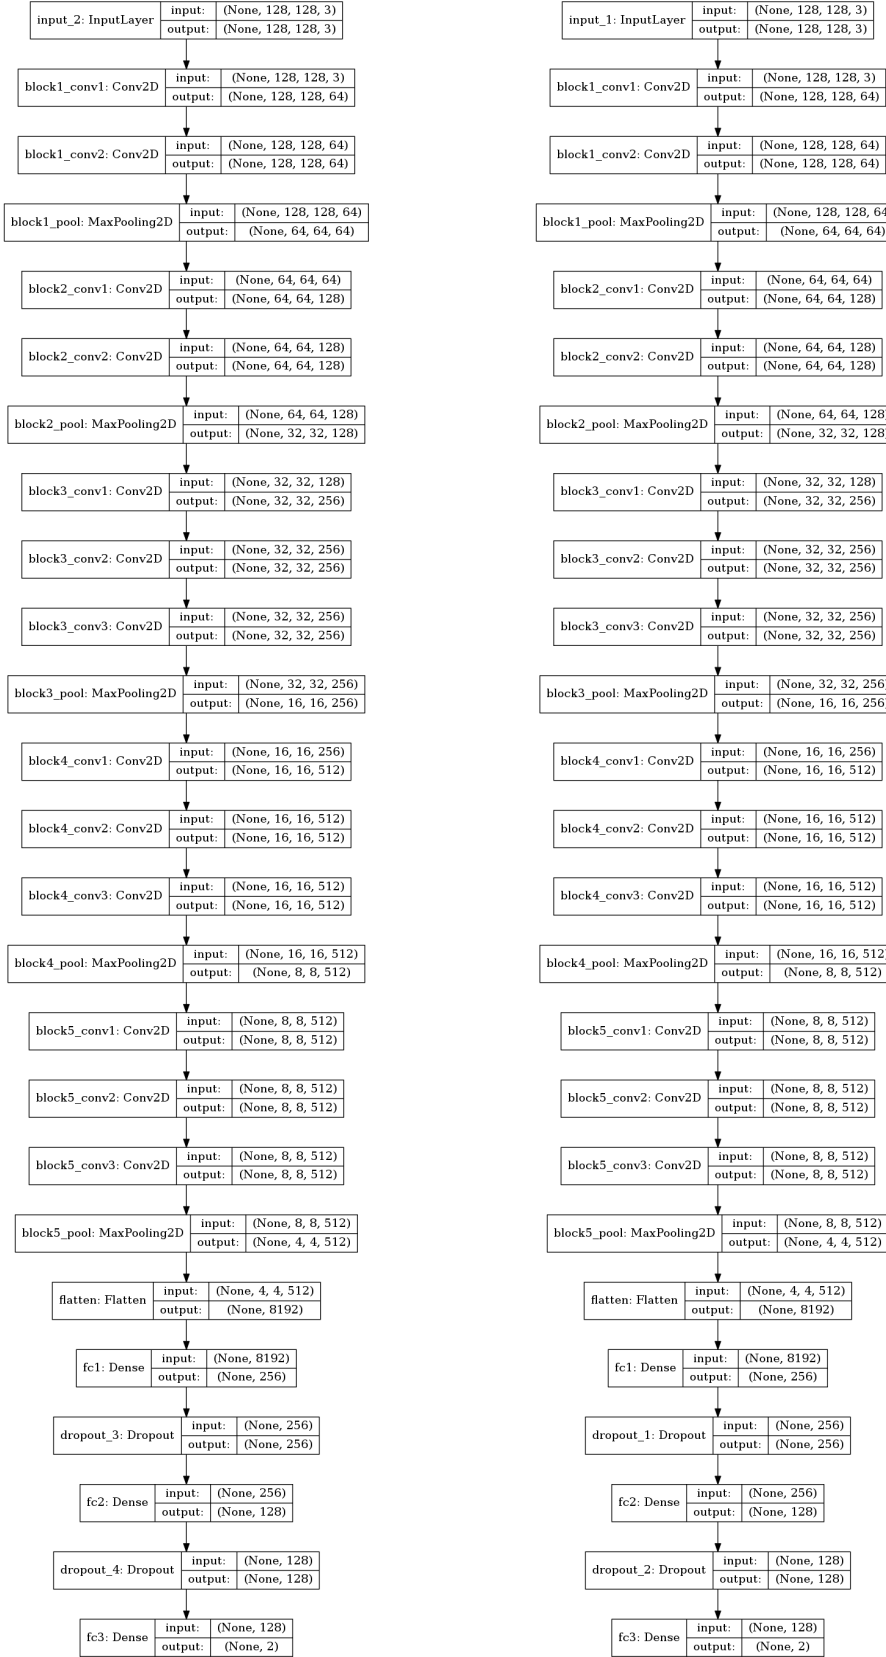 input_2: InputLayer
input: (None, 128, 128, 3)
output: (None, 128, 128, 3)
block1_conv1: Conv2D
input: (None, 128, 128, 3)
output: (None, 128, 128, 64)
block1_conv2: Conv2D
input: (None, 128, 128, 64)
output: (None, 128, 128, 64)
block1_pool: MaxPooling2D
input: (None, 128, 128, 64)
output: (None, 64, 64, 64)
block2_conv1: Conv2D
input: (None, 64, 64, 64)
output: (None, 64, 64, 128)
block2_conv2: Conv2D
input: (None, 64, 64, 128)
output: (None, 64, 64, 128)
block2_pool: MaxPooling2D
input: (None, 64, 64, 128)
output: (None, 32, 32, 128)
block3_conv1: Conv2D
input: (None, 32, 32, 128)
output: (None, 32, 32, 256)
block3_conv2: Conv2D
input: (None, 32, 32, 256)
output: (None, 32, 32, 256)
block3_conv3: Conv2D
input: (None, 32, 32, 256)
output: (None, 32, 32, 256)
block3_pool: MaxPooling2D
input: (None, 32, 32, 256)
output: (None, 16, 16, 256)
block4_conv1: Conv2D
input: (None, 16, 16, 256)
output: (None, 16, 16, 512)
block4_conv2: Conv2D
input: (None, 16, 16, 512)
output: (None, 16, 16, 512)
block4_conv3: Conv2D
input: (None, 16, 16, 512)
output: (None, 16, 16, 512)
block4_pool: MaxPooling2D
input: (None, 16, 16, 512)
output: (None, 8, 8, 512)
block5_conv1: Conv2D
input: (None, 8, 8, 512)
output: (None, 8, 8, 512)
block5_conv2: Conv2D
input: (None, 8, 8, 512)
output: (None, 8, 8, 512)
block5_conv3: Conv2D
input: (None, 8, 8, 512)
output: (None, 8, 8, 512)
block5_pool: MaxPooling2D
input: (None, 8, 8, 512)
output: (None, 4, 4, 512)
flatten: Flatten
input: (None, 4, 4, 512)
output: (None, 8192)
fc1: Dense
input: (None, 8192)
output: (None, 256)
dropout_3: Dropout
input: (None, 256)
output: (None, 256)
fc2: Dense
input: (None, 256)
output: (None, 128)
dropout_4: Dropout
input: (None, 128)
output: (None, 128)
fc3: Dense
input: (None, 128)
output: (None, 2)
input_1: InputLayer
input: (None, 128, 128, 3)
output: (None, 128, 128, 3)
block1_conv1: Conv2D
input: (None, 128, 128, 3)
output: (None, 128, 128, 64)
block1_conv2: Conv2D
input: (None, 128, 128, 64)
output: (None, 128, 128, 64)
block1_pool: MaxPooling2D
input: (None, 128, 128, 64
output: (None, 64, 64, 64)
block2_conv1: Conv2D
input: (None, 64, 64, 64)
output: (None, 64, 64, 128)
block2_conv2: Conv2D
input: (None, 64, 64, 128)
output: (None, 64, 64, 128)
block2_pool: MaxPooling2D
input: (None, 64, 64, 128)
output: (None, 32, 32, 128)
block3_conv1: Conv2D
input: (None, 32, 32, 128)
output: (None, 32, 32, 256)
block3_conv2: Conv2D
input: (None, 32, 32, 256)
output: (None, 32, 32, 256)
block3_conv3: Conv2D
input: (None, 32, 32, 256)
output: (None, 32, 32, 256)
block3_pool: MaxPooling2D
input: (None, 32, 32, 256)
output: (None, 16, 16, 256)
block4_conv1: Conv2D
input: (None, 16, 16, 256)
output: (None, 16, 16, 512)
block4_conv2: Conv2D
input: (None, 16, 16, 512)
output: (None, 16, 16, 512)
block4_conv3: Conv2D
input: (None, 16, 16, 512)
output: (None, 16, 16, 512)
block4_pool: MaxPooling2D
input: (None, 16, 16, 512)
output: (None, 8, 8, 512)
block5_conv1: Conv2D
input: (None, 8, 8, 512)
output: (None, 8, 8, 512)
block5_conv2: Conv2D
input: (None, 8, 8, 512)
output: (None, 8, 8, 512)
block5_conv3: Conv2D
input: (None, 8, 8, 512)
output: (None, 8, 8, 512)
block5_pool: MaxPooling2D
input: (None, 8, 8, 512)
output: (None, 4, 4, 512)
flatten: Flatten
input: (None, 4, 4, 512)
output: (None, 8192)
fc1: Dense
input: (None, 8192)
output: (None, 256)
dropout_1: Dropout
input: (None, 256)
output: (None, 256)
fc2: Dense
input: (None, 256)
output: (None, 128)
dropout_2: Dropout
input: (None, 128)
output: (None, 128)
fc3: Dense
input: (None, 128)
output: (None, 2)